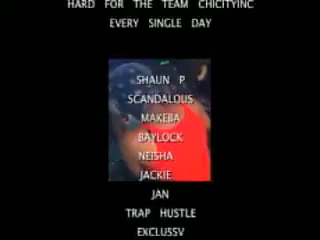 HARD FOR THE TEAM CHICITYINC
EVERY SINGLE DAY
SHAUN P
SCANDALOUS
MAKEBA
BAYLOCK
NEISHA
JACKIE
JAN
TRAP HUSTLE
EXCLUSSV